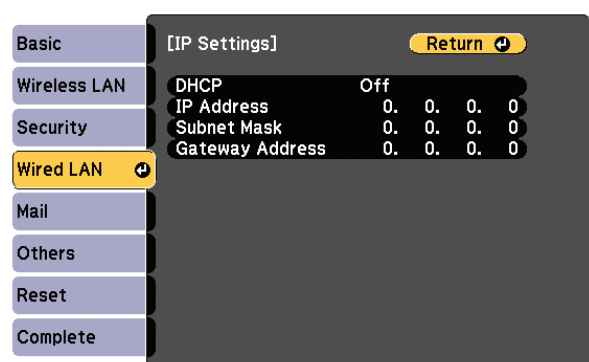 Basic
Wireless LAN
Security
Wired LAN
Mail
Others
Reset
Complete
[IP Settings]
Return
DHCP Off
IP Address 0. 0. 0. 0
Subnet Mask 0. 0. 0. 0
Gateway Address 0. 0. 0. 0